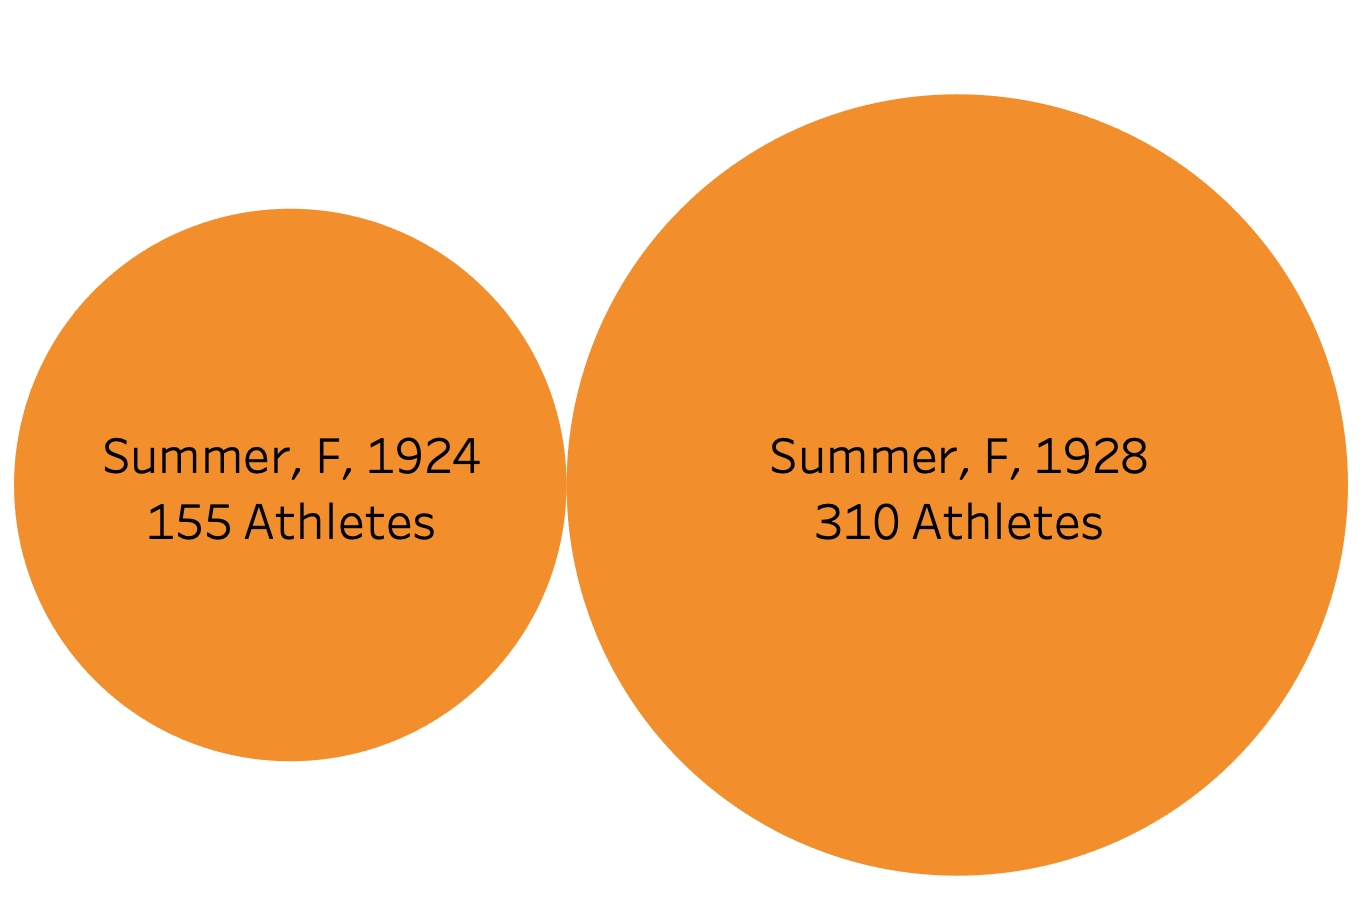 Summer, F, 1924
155 Athletes
Summer, F, 1928
310 Athletes